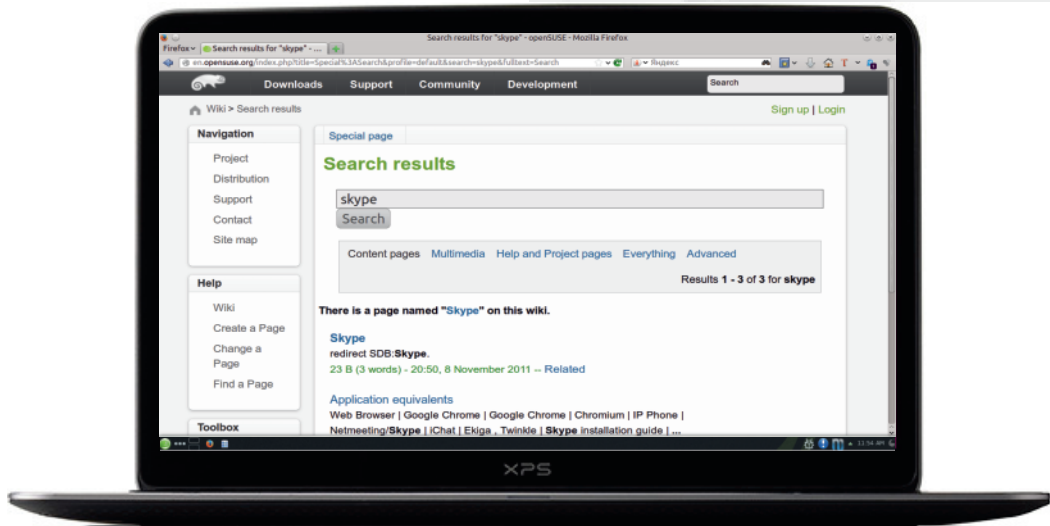 Search results for "skype" - openSUSE - Mozilla Firefox
Firefox
Search results for "skype" - ...
en.opensuse.org/index.php?title=Special%3ASearch&profile=default&search=skype&fulltext=Search
Яндекс
Downloads Support Community Development Search
Wiki > Search results
Sign up | Login
Navigation
Project
Distribution
Support
Contact
Site map
Help
Wiki
Create a Page
Change a
Page
Find a Page
Toolbox
Special page
Search results
skype
Search
Content pages Multimedia Help and Project pages Everything Advanced
Results 1 - 3 of 3 for skype
There is a page named "Skype" on this wiki.
Skype
redirect SDB:Skype.
23 B (3 words) - 20:50, 8 November 2011 -- Related
Application equivalents
Web Browser | Google Chrome | Google Chrome | Chromium | IP Phone |
Netmeeting/Skype | iChat | Ekiga , Twinkle | Skype installation guide | ...
11:54 AM
XPS